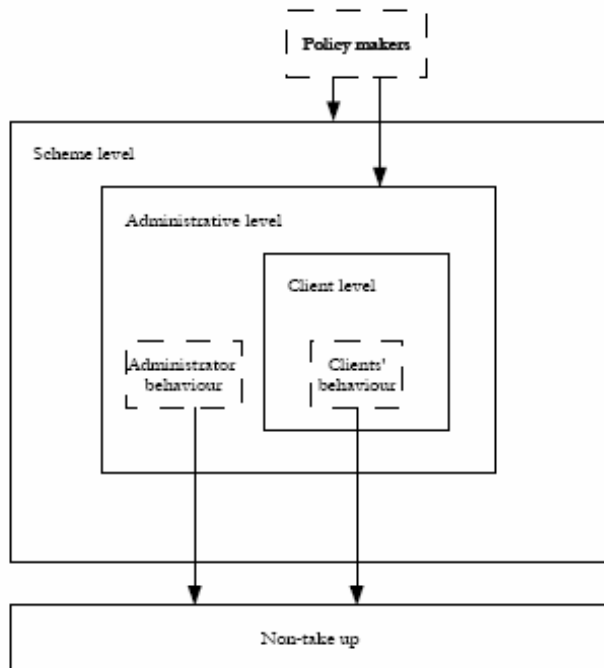 Policy makers
Scheme level
Administrative level
Client level
Administrator
behaviour
Clients'
behaviour
Non-take up